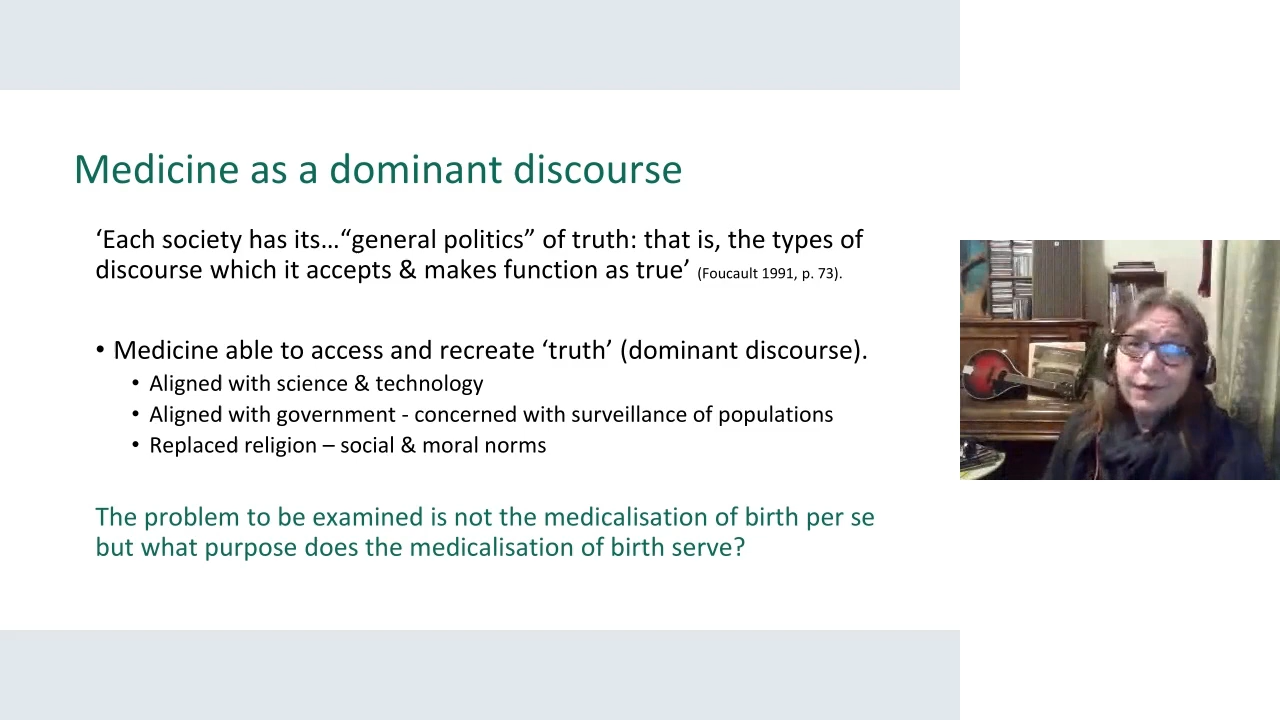 Medicine as a dominant discourse
‘Each society has its…“general politics” of truth: that is, the types of
discourse which it accepts & makes function as true’ (Foucault 1991, p. 73).
• Medicine able to access and recreate ‘truth’ (dominant discourse).
• Aligned with science & technology
• Aligned with government - concerned with surveillance of populations
• Replaced religion – social & moral norms
The problem to be examined is not the medicalisation of birth per se
but what purpose does the medicalisation of birth serve?